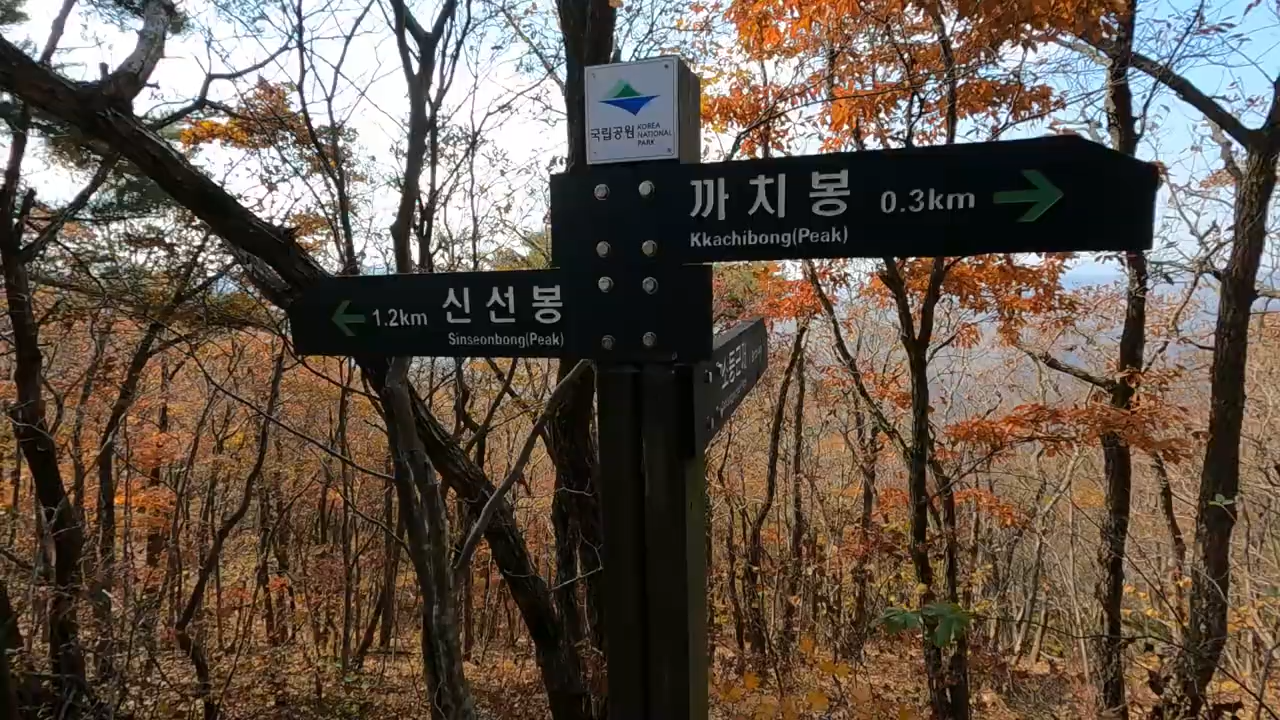 국립공원 KOREA
NATIONAL
PARK
까치봉 0.3km →
Kkachibong(Peak)
← 1.2km 신선봉
Sinseonbong(Peak)